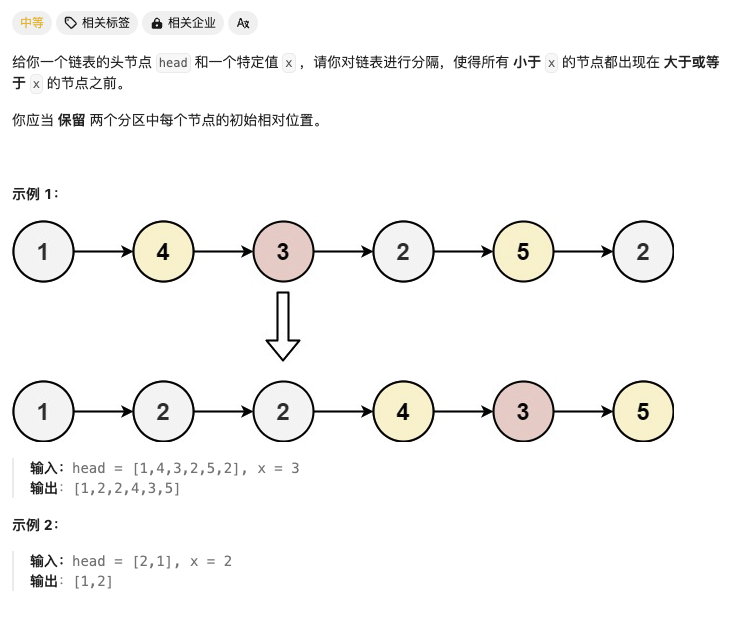 中等 相关标签 相关企业
给你一个链表的头节点 head 和一个特定值 x ，请你对链表进行分隔，使得所有 小于 x 的节点都出现在 大于或等
于 x 的节点之前。
你应当 保留 两个分区中每个节点的初始相对位置。
示例 1：
1 4 3 2 5 2
1 2 2 4 3 5
输入：head = [1,4,3,2,5,2], x = 3
输出：[1,2,2,4,3,5]
示例 2：
输入：head = [2,1], x = 2
输出：[1,2]